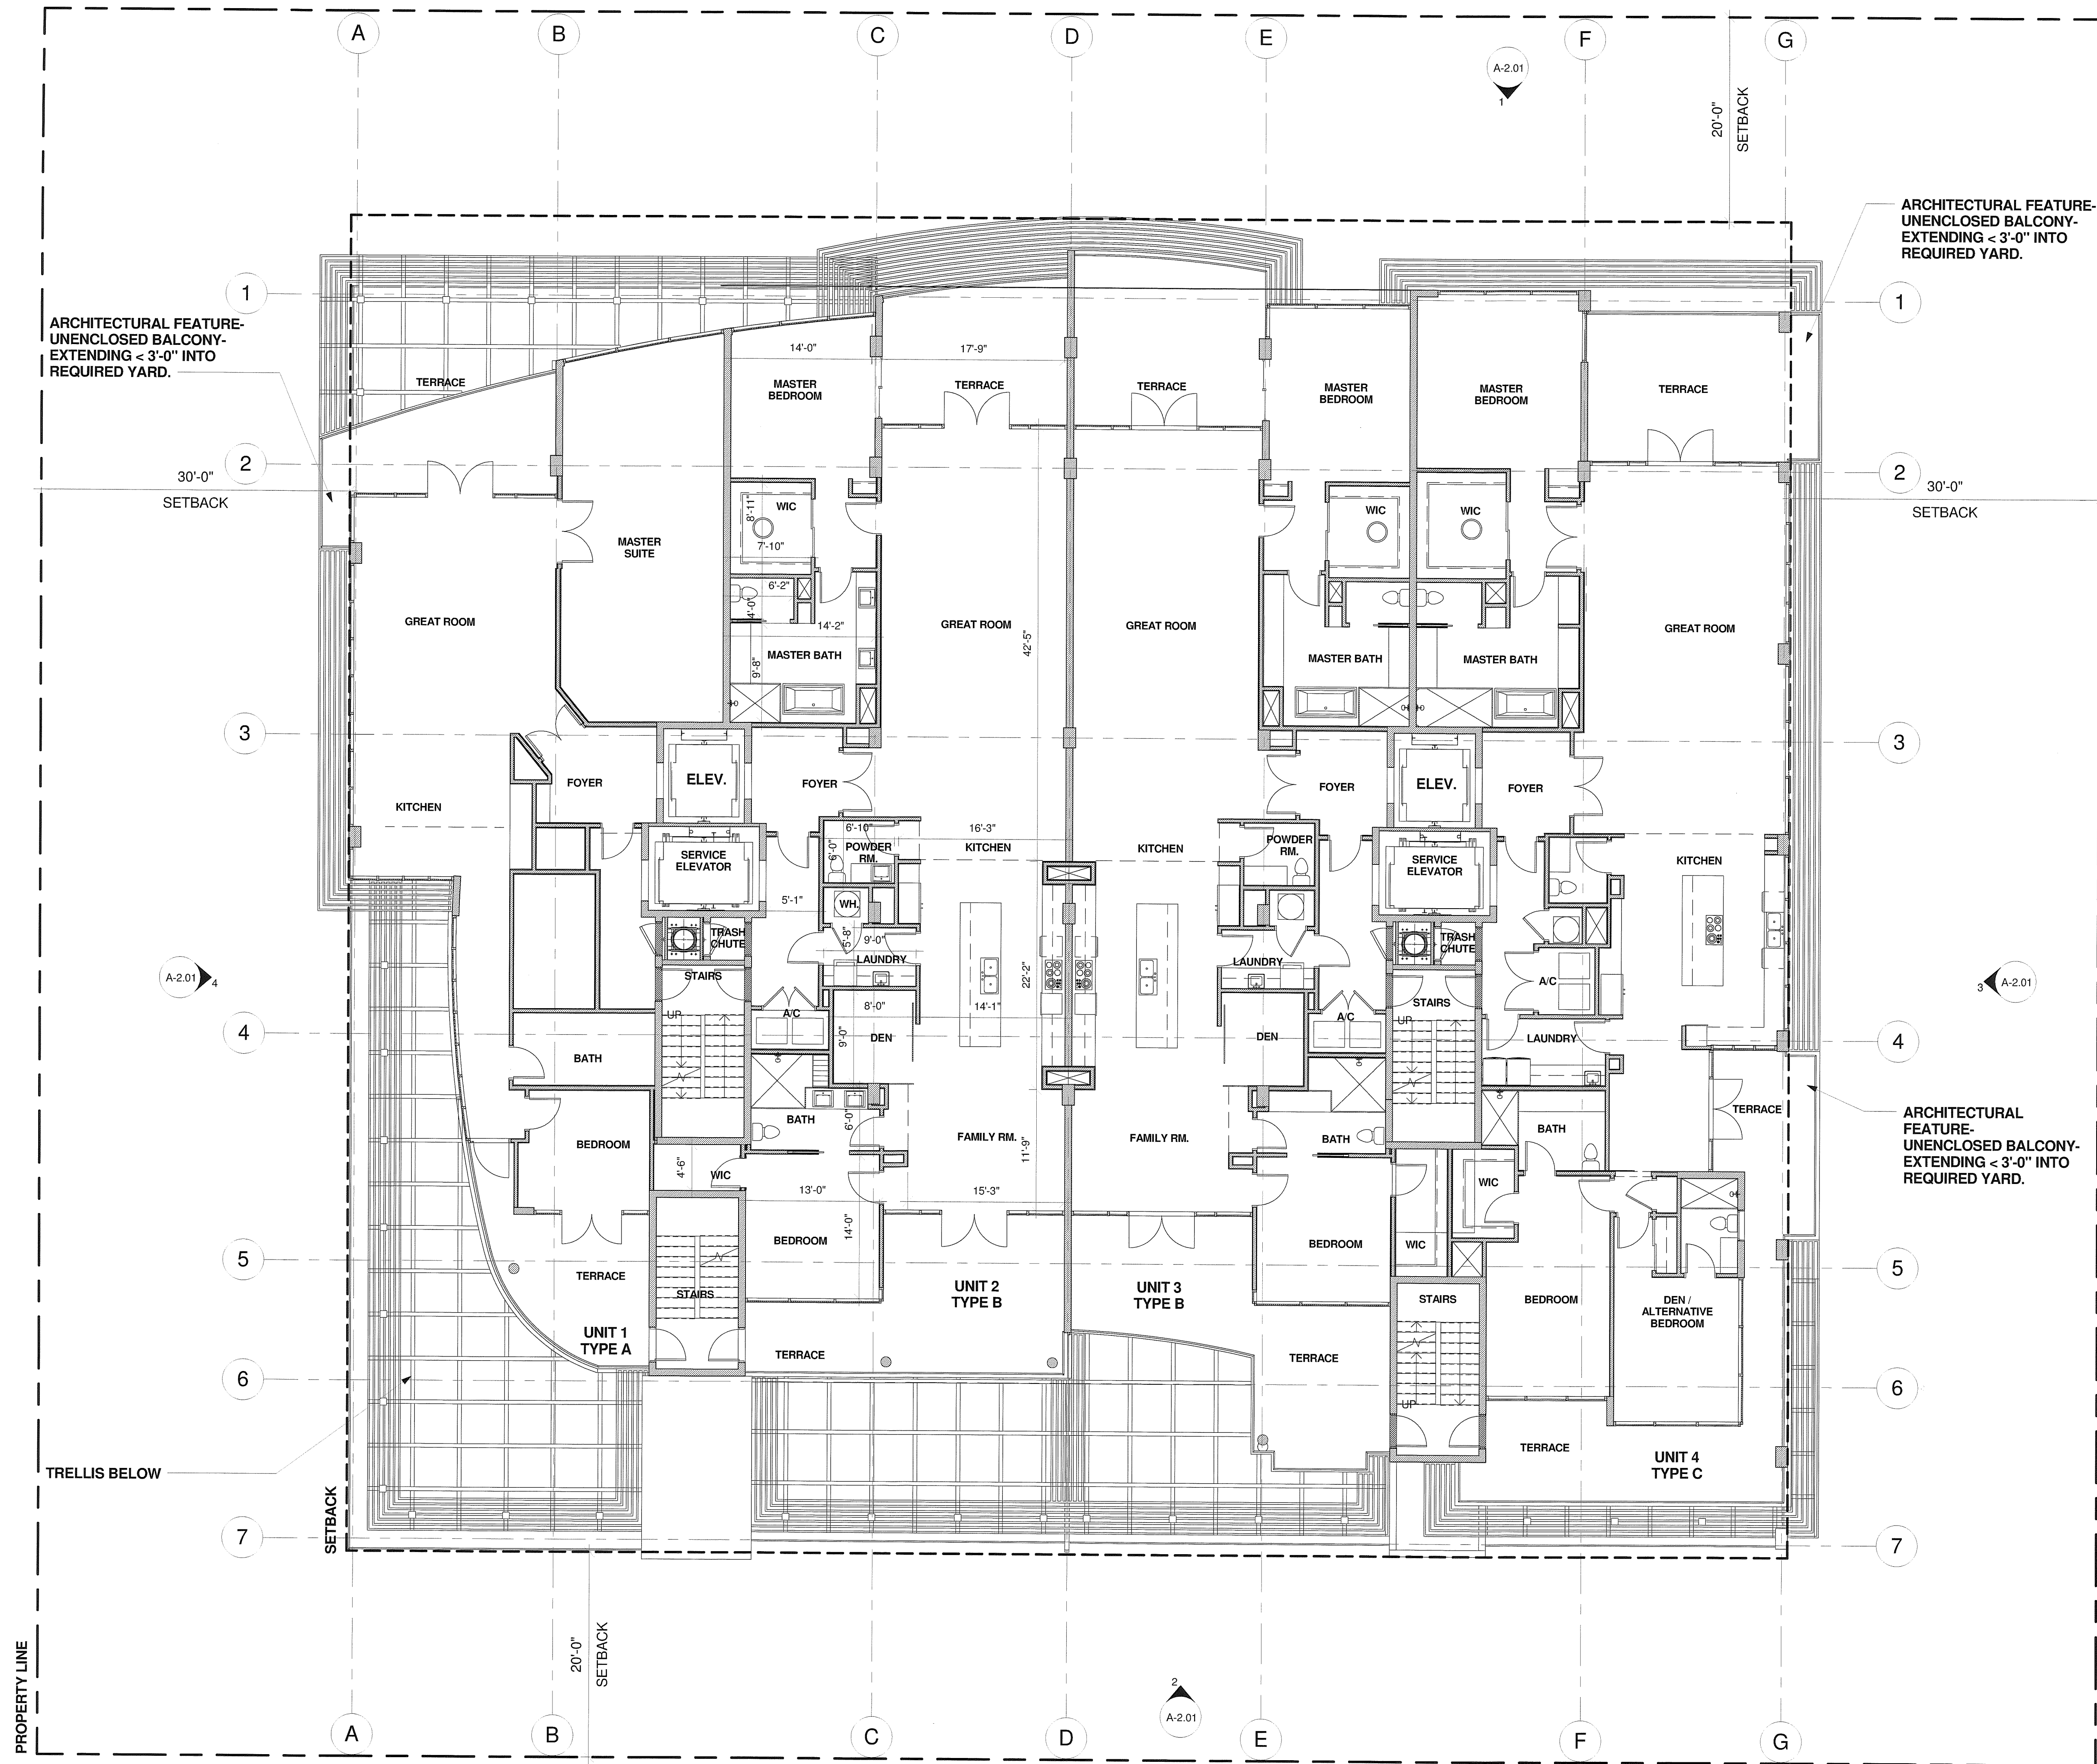 A
B
C
D
E
F
G
A-2.01
1
20'-0"
SETBACK
ARCHITECTURAL FEATURE-
UNENCLOSED BALCONY-
EXTENDING < 3'-0" INTO
REQUIRED YARD.
1
1
ARCHITECTURAL FEATURE-
UNENCLOSED BALCONY-
EXTENDING < 3'-0" INTO
REQUIRED YARD.
14'-0"
17'-9"
TERRACE
MASTER
BEDROOM
TERRACE
TERRACE
MASTER
BEDROOM
MASTER
BEDROOM
TERRACE
2
2
30'-0"
SETBACK
30'-0"
SETBACK
8'-11"
WIC
7'-10"
WIC
WIC
MASTER
SUITE
6'-2"
4'-0"
14'-2"
GREAT ROOM
GREAT ROOM
42'-5"
GREAT ROOM
GREAT ROOM
MASTER BATH
9'-8"
MASTER BATH
MASTER BATH
3
3
FOYER
ELEV.
FOYER
FOYER
ELEV.
FOYER
KITCHEN
6'-10"
16'-3"
6'-0"
POWDER
RM.
KITCHEN
KITCHEN
POWDER
RM.
SERVICE
ELEVATOR
SERVICE
ELEVATOR
KITCHEN
5'-1"
WH.
TRASH
CHUTE
5'-8"
9'-0"
LAUNDRY
LAUNDRY
TRASH
CHUTE
A-2.01
4
STAIRS
22'-2"
STAIRS
A/C
3
A-2.01
UP
A/C
8'-0"
14'-1"
A/C
UP
4
9'-0"
DEN
DEN
LAUNDRY
4
BATH
BATH
6'-0"
TERRACE
ARCHITECTURAL
FEATURE-
UNENCLOSED BALCONY-
EXTENDING < 3'-0" INTO
REQUIRED YARD.
BEDROOM
FAMILY RM.
11'-9"
FAMILY RM.
BATH
BATH
4'-6"
WIC
13'-0"
15'-3"
WIC
14'-0"
BEDROOM
BEDROOM
WIC
5
5
TERRACE
STAIRS
UNIT 2
TYPE B
UNIT 3
TYPE B
STAIRS
BEDROOM
DEN /
ALTERNATIVE
BEDROOM
UNIT 1
TYPE A
TERRACE
TERRACE
6
6
UP
TERRACE
UNIT 4
TYPE C
TRELLIS BELOW
SETBACK
7
7
20'-0"
SETBACK
PROPERTY LINE
2
A-2.01
A
B
C
D
E
F
G